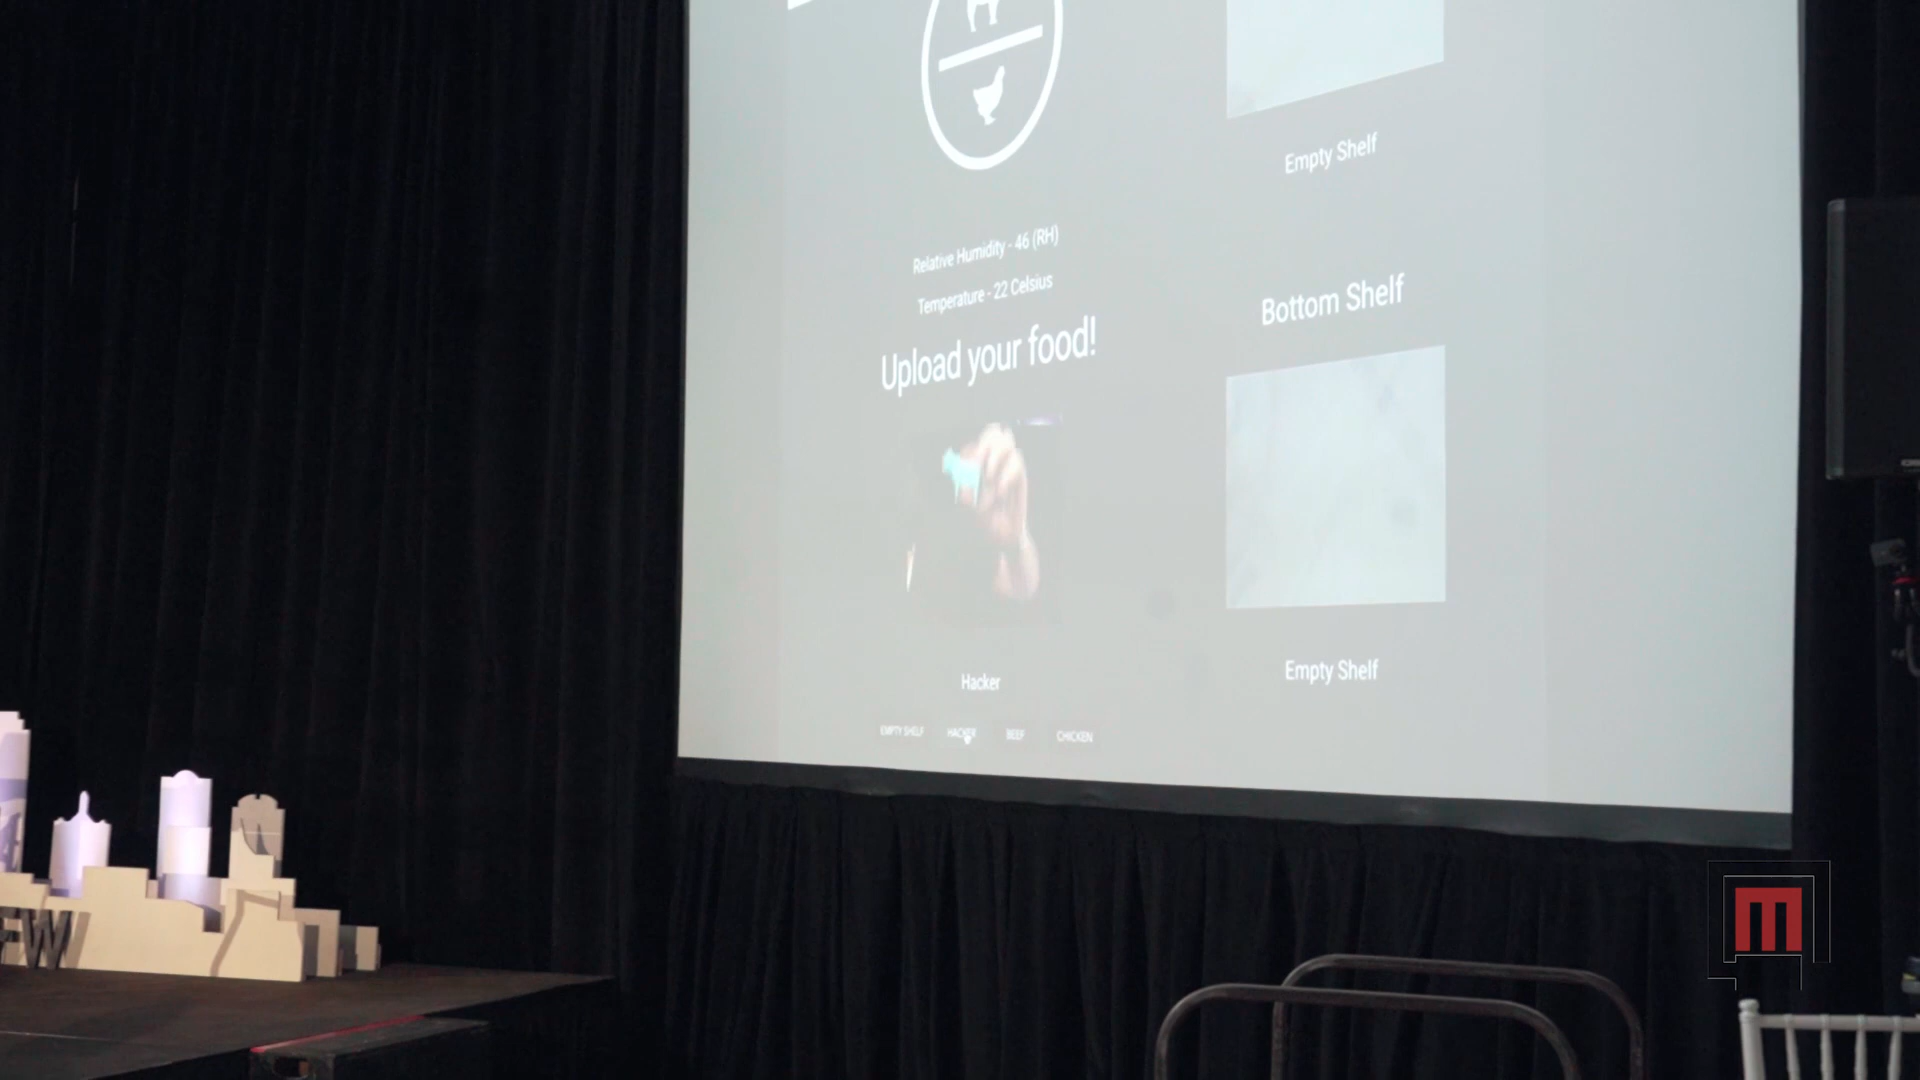 Relative Humidity - 46 (RH)
Temperature - 22 Celsius
Upload your food!
Hacker
EMPTY SHELF
HACKER
BEEF
CHICKEN
Empty Shelf
Bottom Shelf
Empty Shelf
FW
M